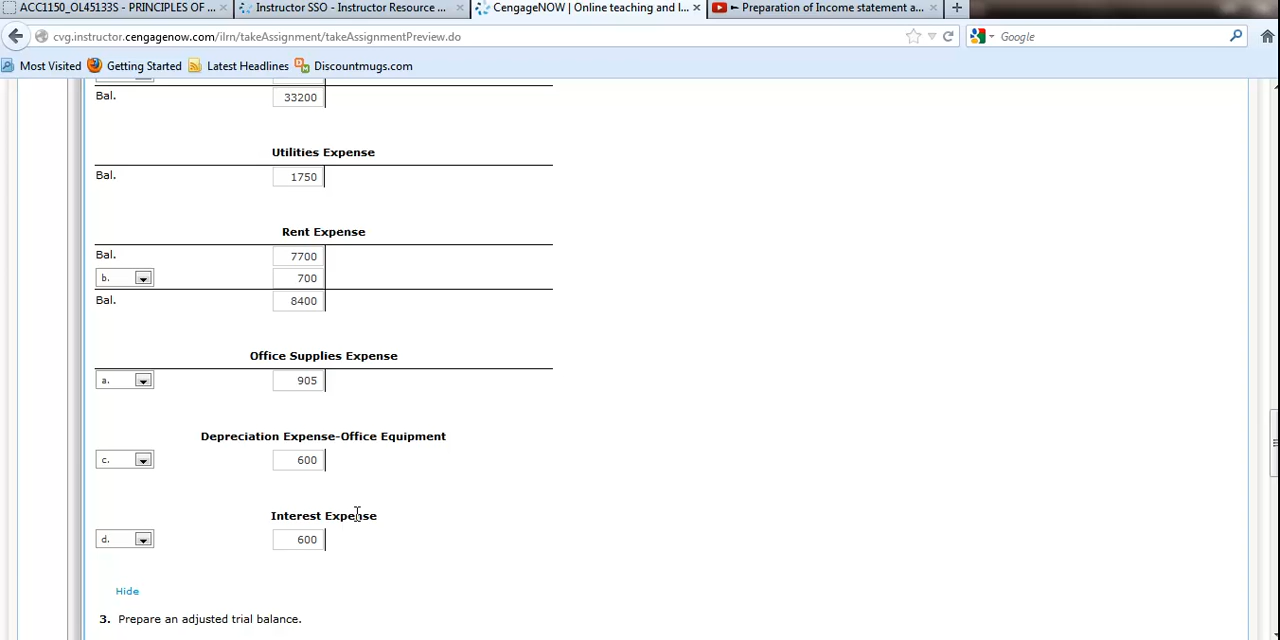 ACC1150_OL45133S - PRINCIPLES OF ...
Instructor SSO - Instructor Resource ...
CengageNOW | Online teaching and l...
► Preparation of Income statement a...
cvg.instructor.cengagenow.com/ilrn/takeAssignment/takeAssignmentPreview.do
Google
Most Visited Getting Started Latest Headlines Discountmugs.com
Bal. 33200
Utilities Expense
Bal. 1750
Rent Expense
Bal. 7700
b. 700
Bal. 8400
Office Supplies Expense
a. 905
Depreciation Expense-Office Equipment
c. 600
Interest Expense
d. 600
Hide
3. Prepare an adjusted trial balance.